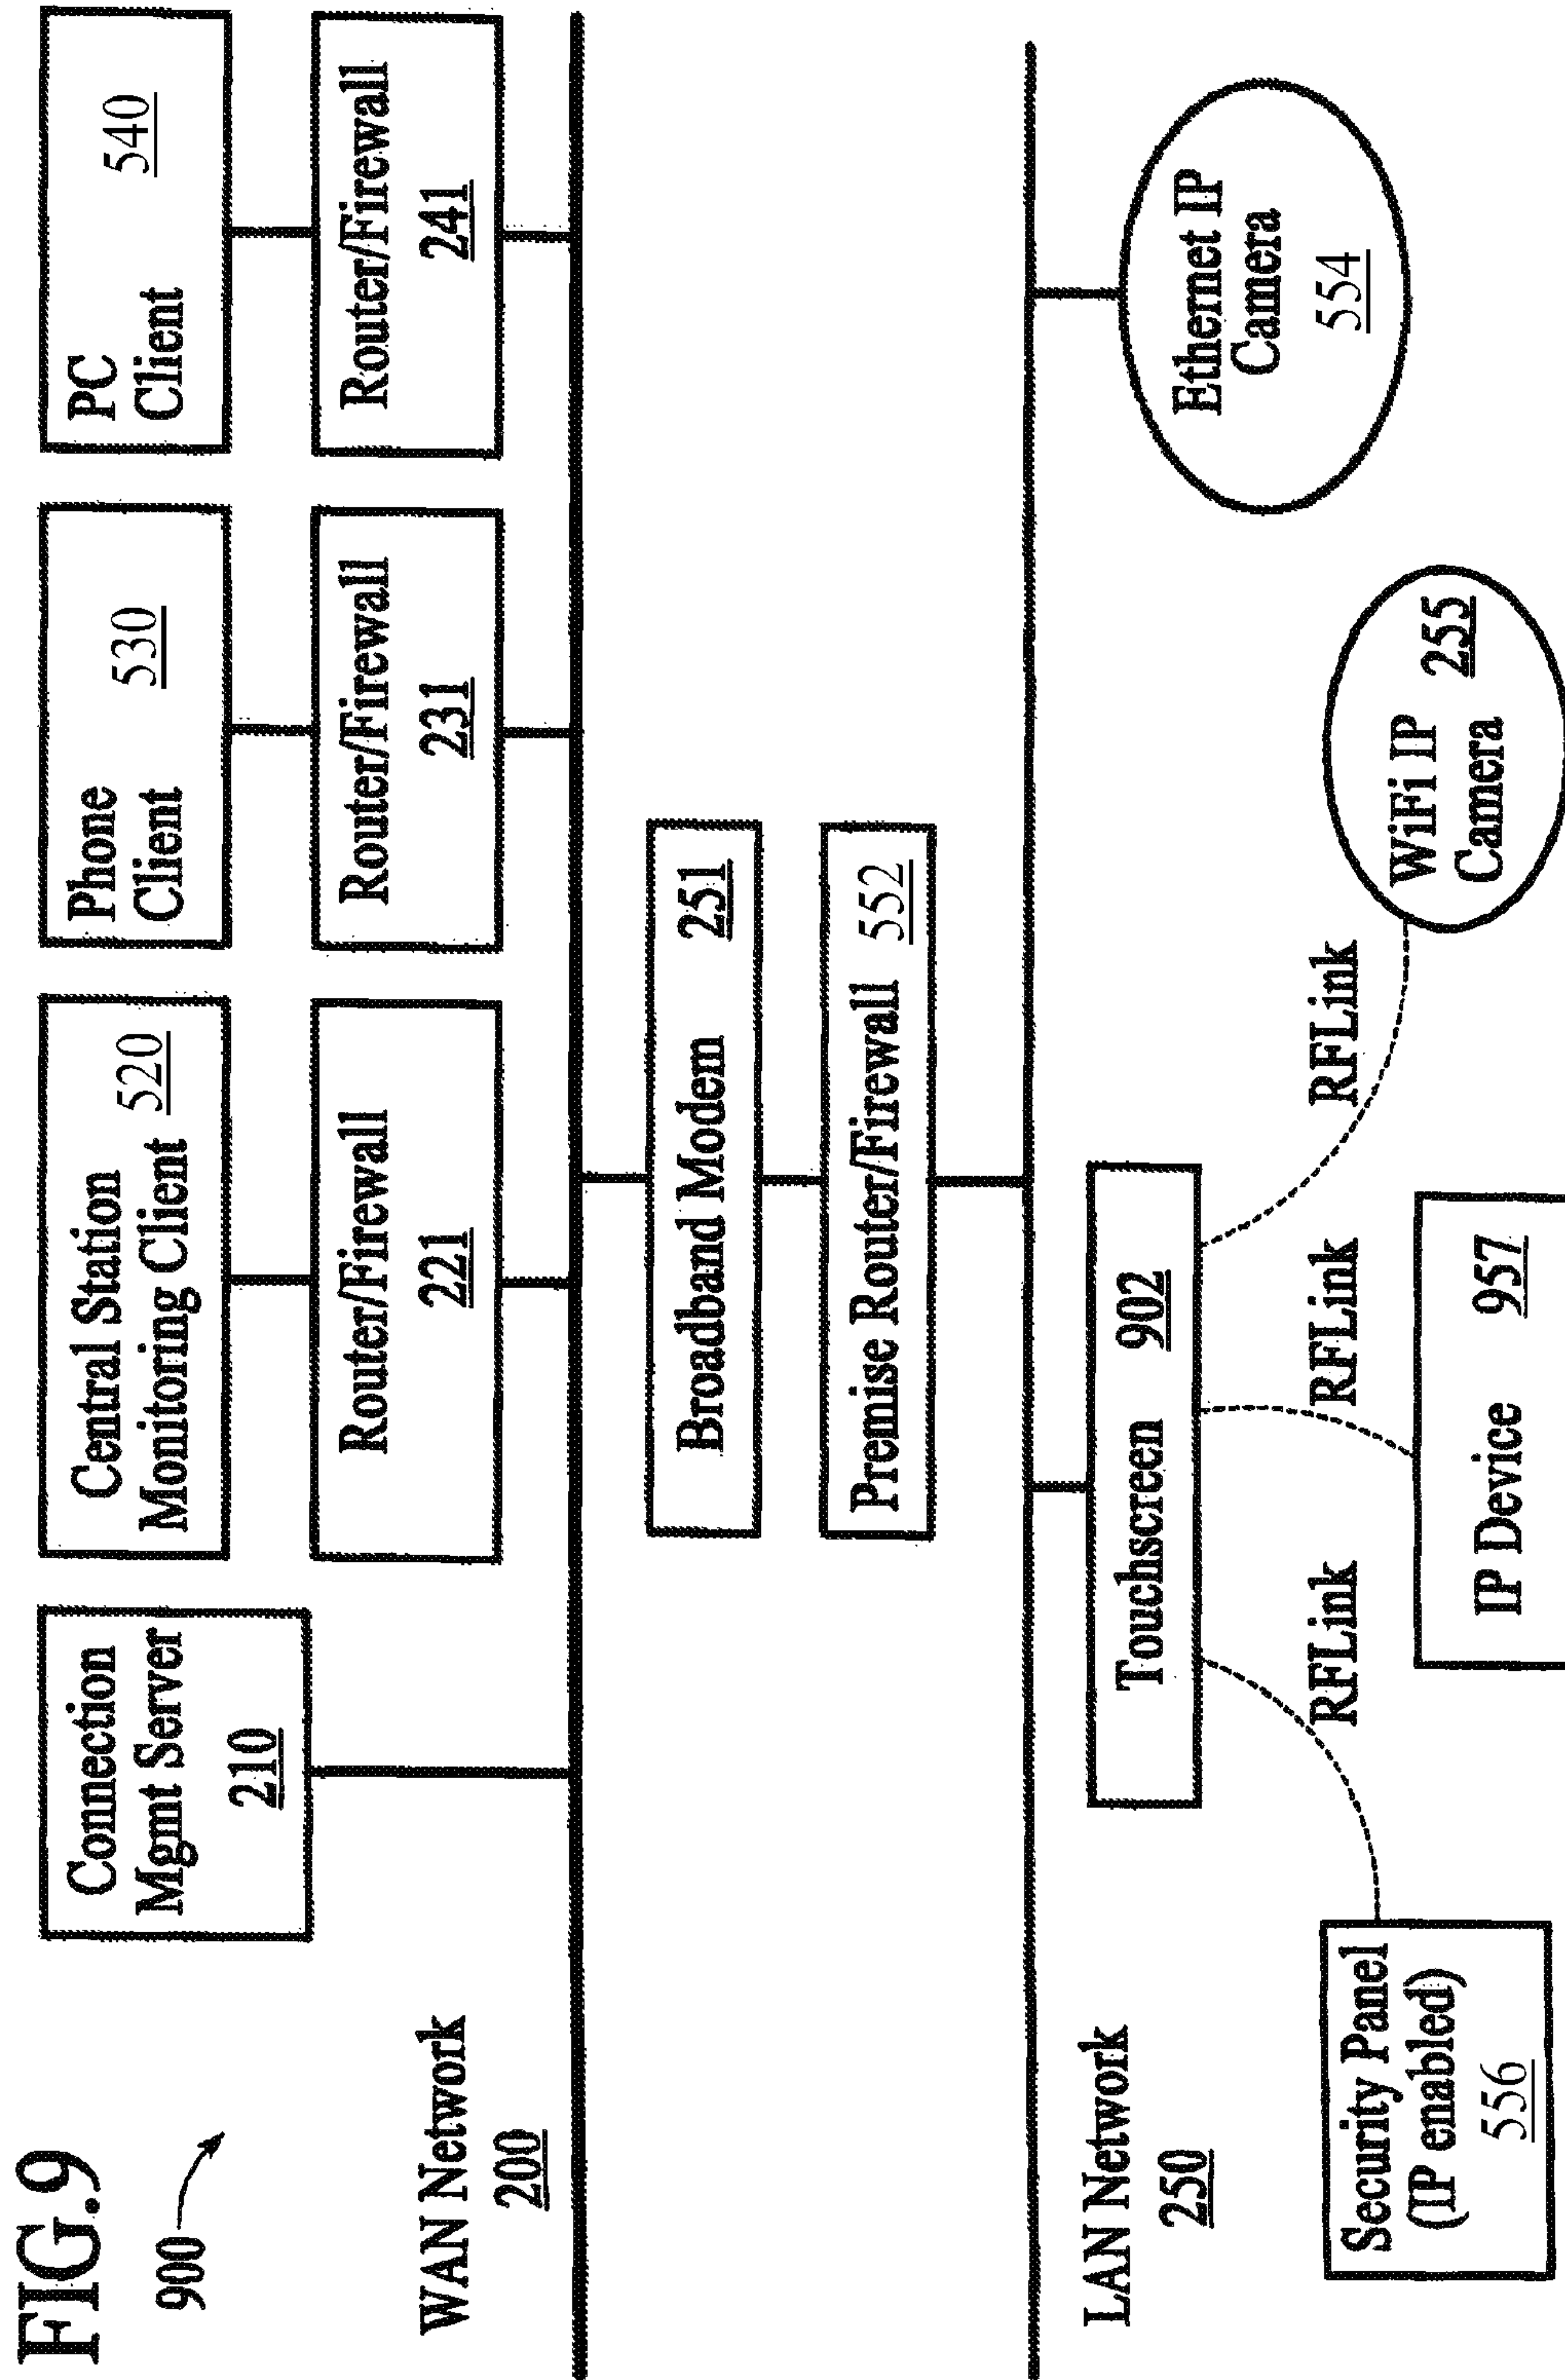 FIG.9
900
Connection
Mgmt Server
210
Central Station
Monitoring Client 520
Phone
Client 530
PC
Client 540
Router/Firewall
221
Router/Firewall
231
Router/Firewall
241
WAN Network
200
Broadband Modem 251
Premise Router/Firewall 552
LAN Network
250
Touchscreen 902
Ethernet IP
Camera
554
RFLink
RFLink
RFLink
Security Panel
(IP enabled)
556
IP Device 957
WiFi IP
Camera 255